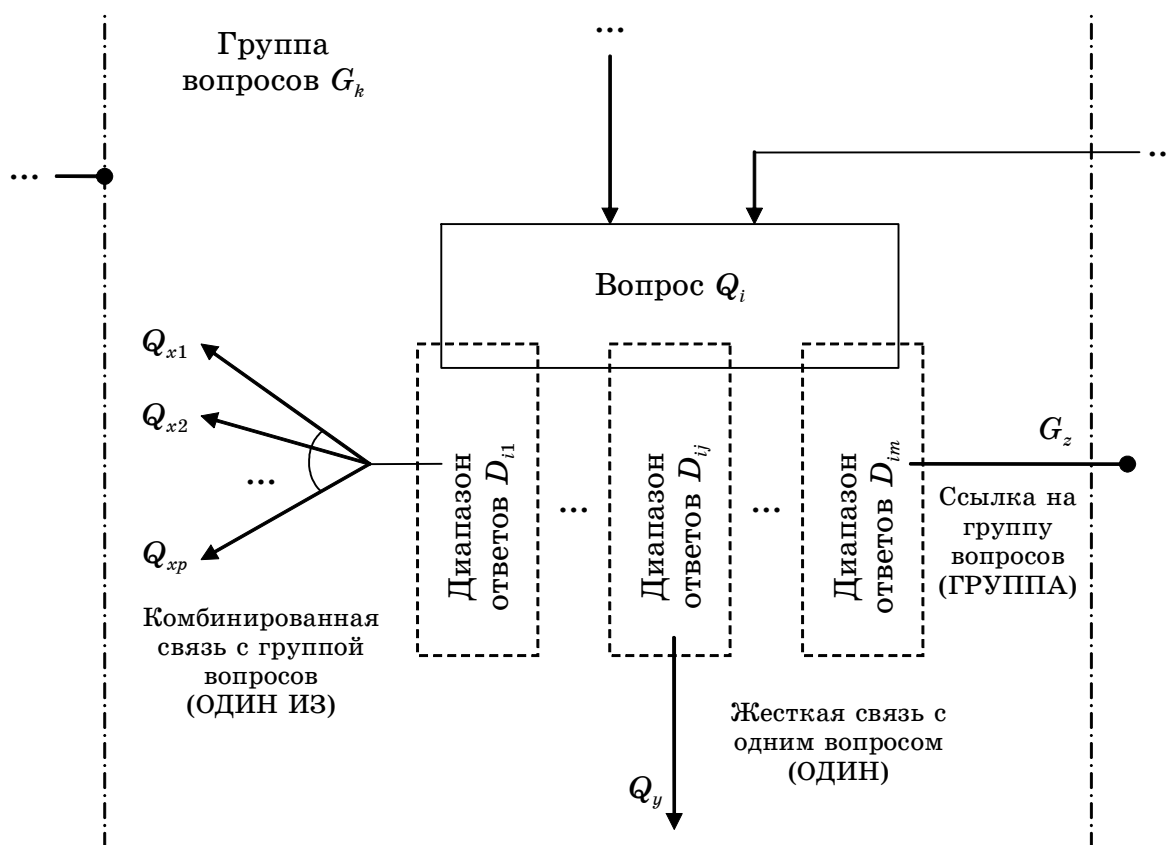 Группа
вопросов G_k
...
...
..
Вопрос Q_i
Q_x1
Q_x2
...
Q_xp
Диапазон
ответов D_i1
...
Диапазон
ответов D_ij
...
Диапазон
ответов D_im
G_z
Ссылка на
группу
вопросов
(ГРУППА)
Комбинированная
связь с группой
вопросов
(ОДИН ИЗ)
Жесткая связь с
одним вопросом
(ОДИН)
Q_y